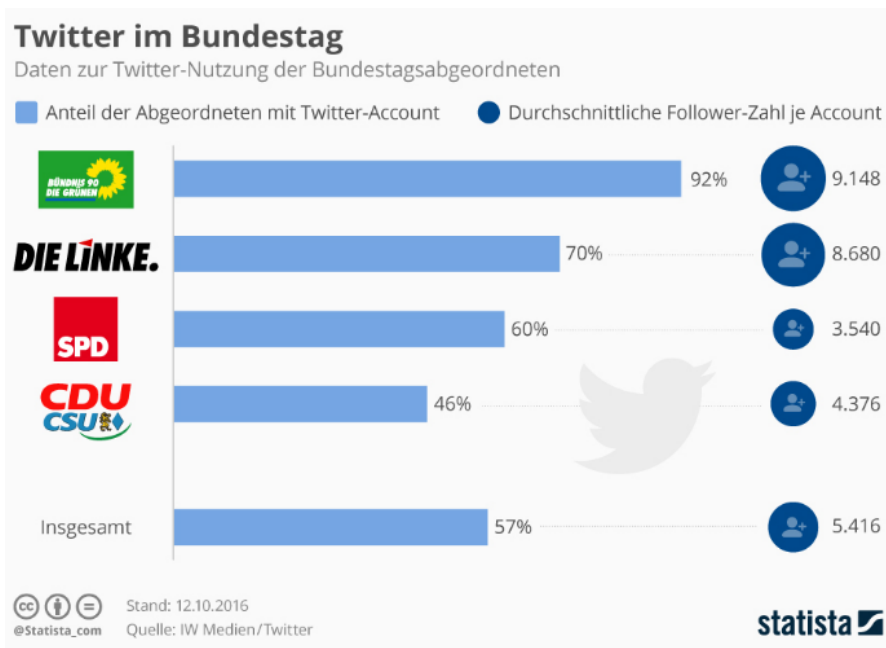 Twitter im Bundestag
Daten zur Twitter-Nutzung der Bundestagsabgeordneten
Anteil der Abgeordneten mit Twitter-Account
Durchschnittliche Follower-Zahl je Account
BÜNDNIS 90
DIE GRÜNEN
92%
9.148
DIE LINKE.
70%
8.680
SPD
60%
3.540
CDU
CSU
46%
4.376
Insgesamt
57%
5.416
cc
@Statista_com
Stand: 12.10.2016
Quelle: IW Medien/Twitter
statista